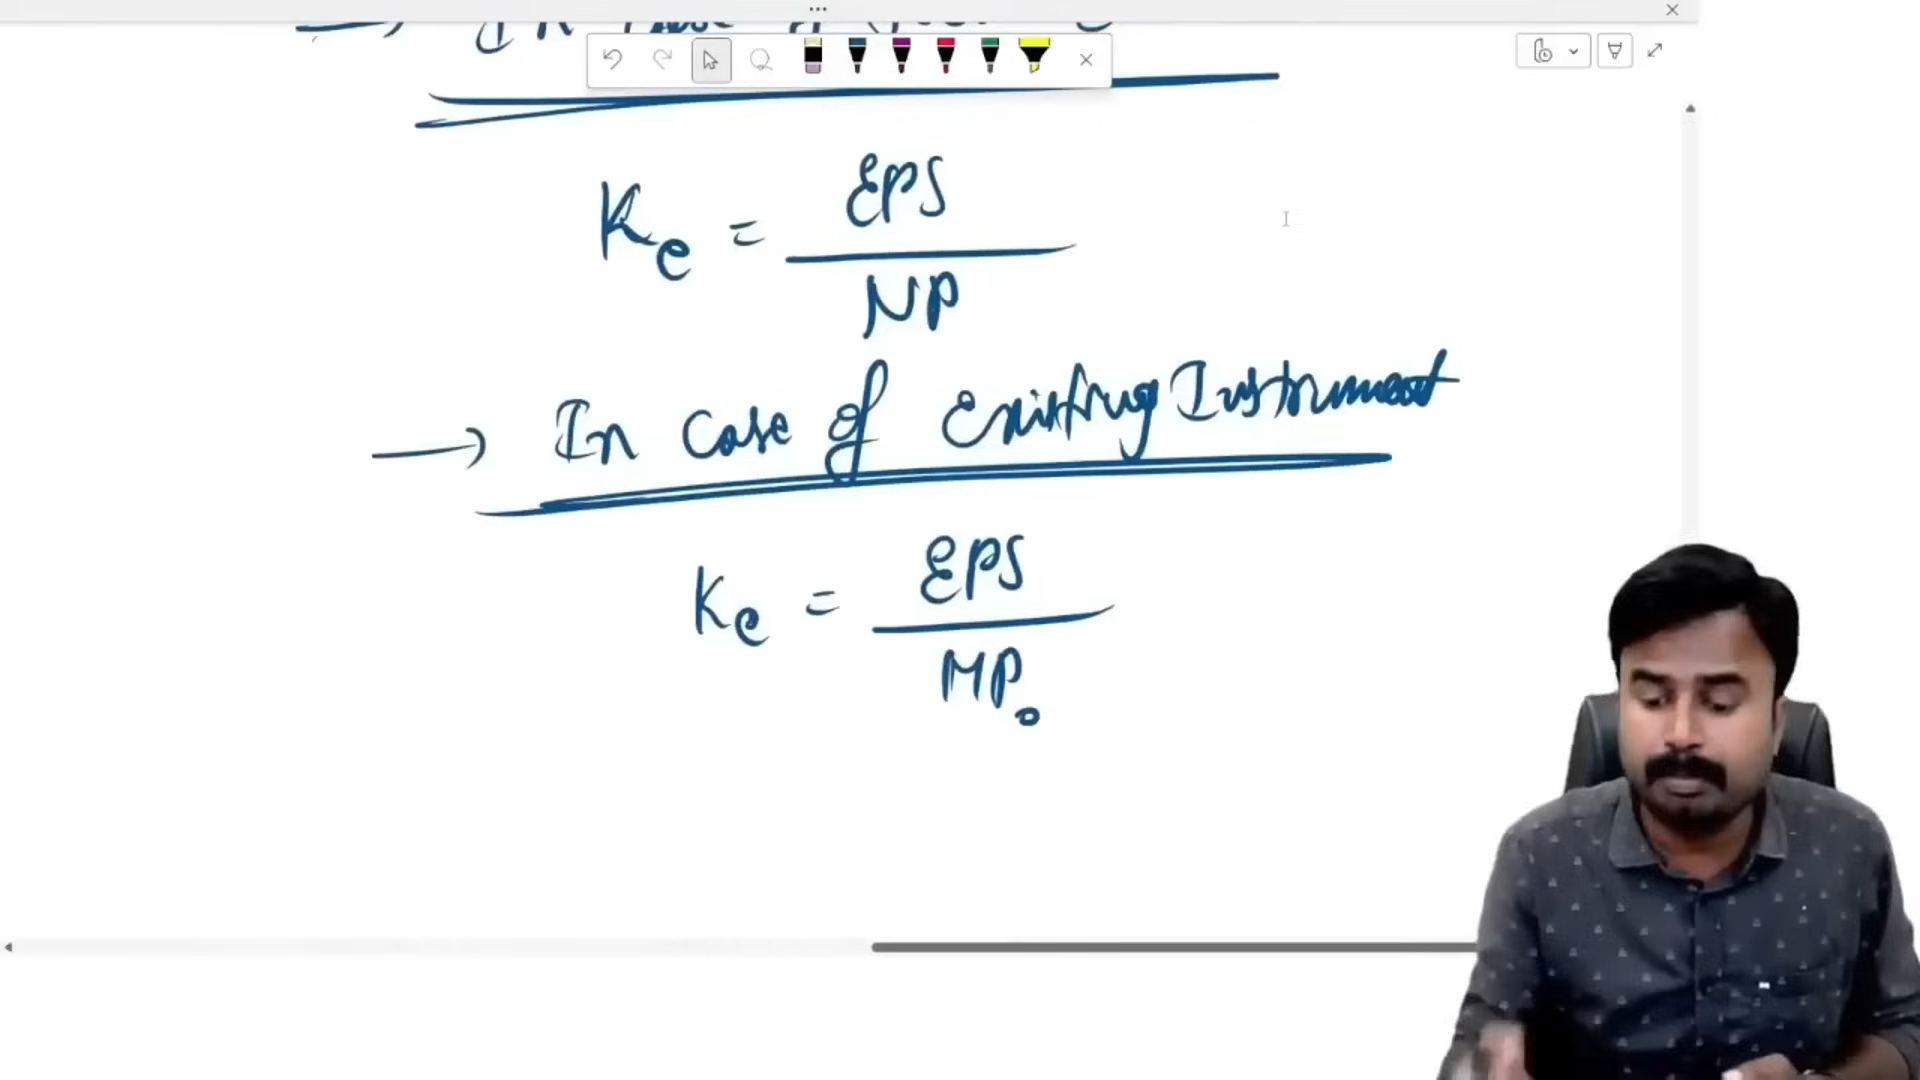 Ke = EPS
NP
→ In Case of Existing Instrument
Ke = EPS
MP₀